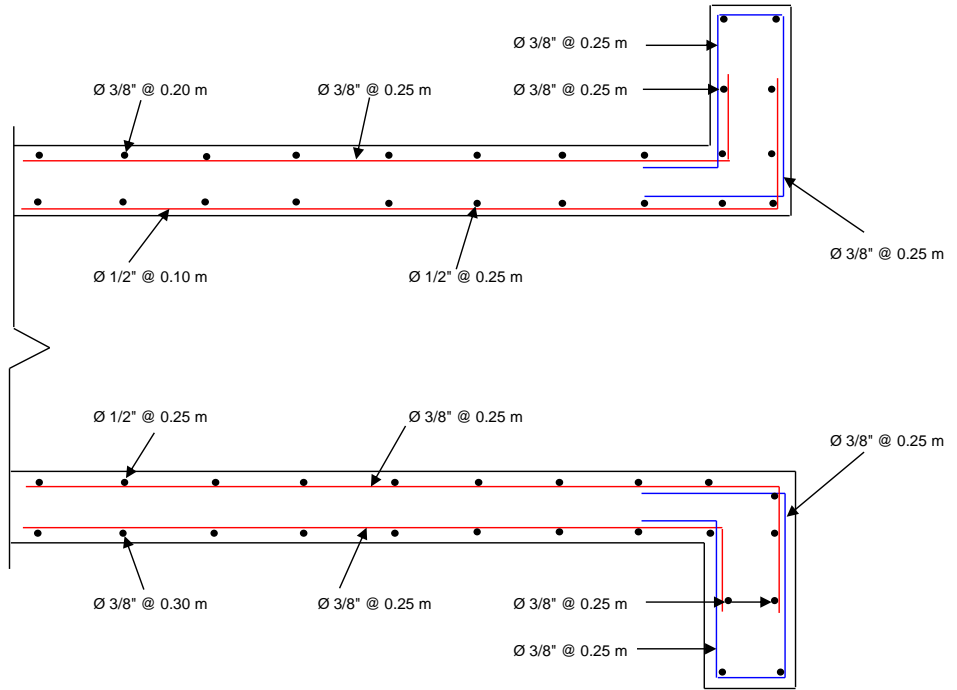 Ø 3/8" @ 0.25 m
Ø 3/8" @ 0.20 m
Ø 3/8" @ 0.25 m
Ø 3/8" @ 0.25 m
Ø 3/8" @ 0.25 m
Ø 1/2" @ 0.10 m
Ø 1/2" @ 0.25 m
Ø 1/2" @ 0.25 m
Ø 3/8" @ 0.25 m
Ø 3/8" @ 0.25 m
Ø 3/8" @ 0.30 m
Ø 3/8" @ 0.25 m
Ø 3/8" @ 0.25 m
Ø 3/8" @ 0.25 m